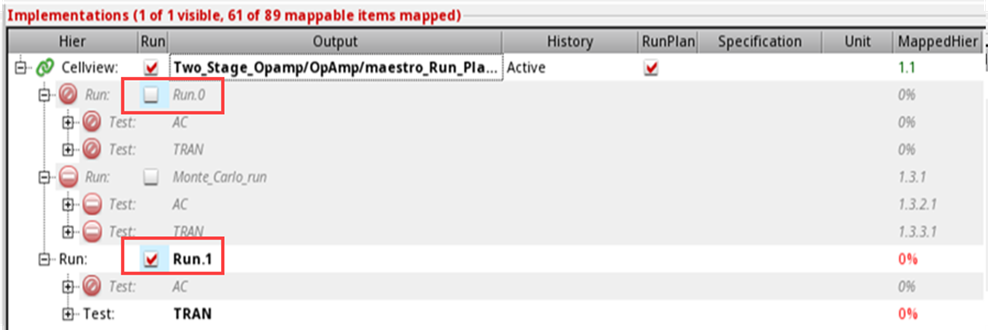 Implementations (1 of 1 visible, 61 of 89 mappable items mapped)
Hier Run Output History RunPlan Specification Unit MappedHier
Cellview: Two_Stage_Opamp/OpAmp/maestro_Run_Pla... Active 1.1
Run: Run.0 0%
Test: AC 0%
Test: TRAN 0%
Run: Monte_Carlo_run 1.3.1
Test: AC 1.3.2.1
Test: TRAN 1.3.3.1
Run: Run.1 0%
Test: AC 0%
Test: TRAN 0%